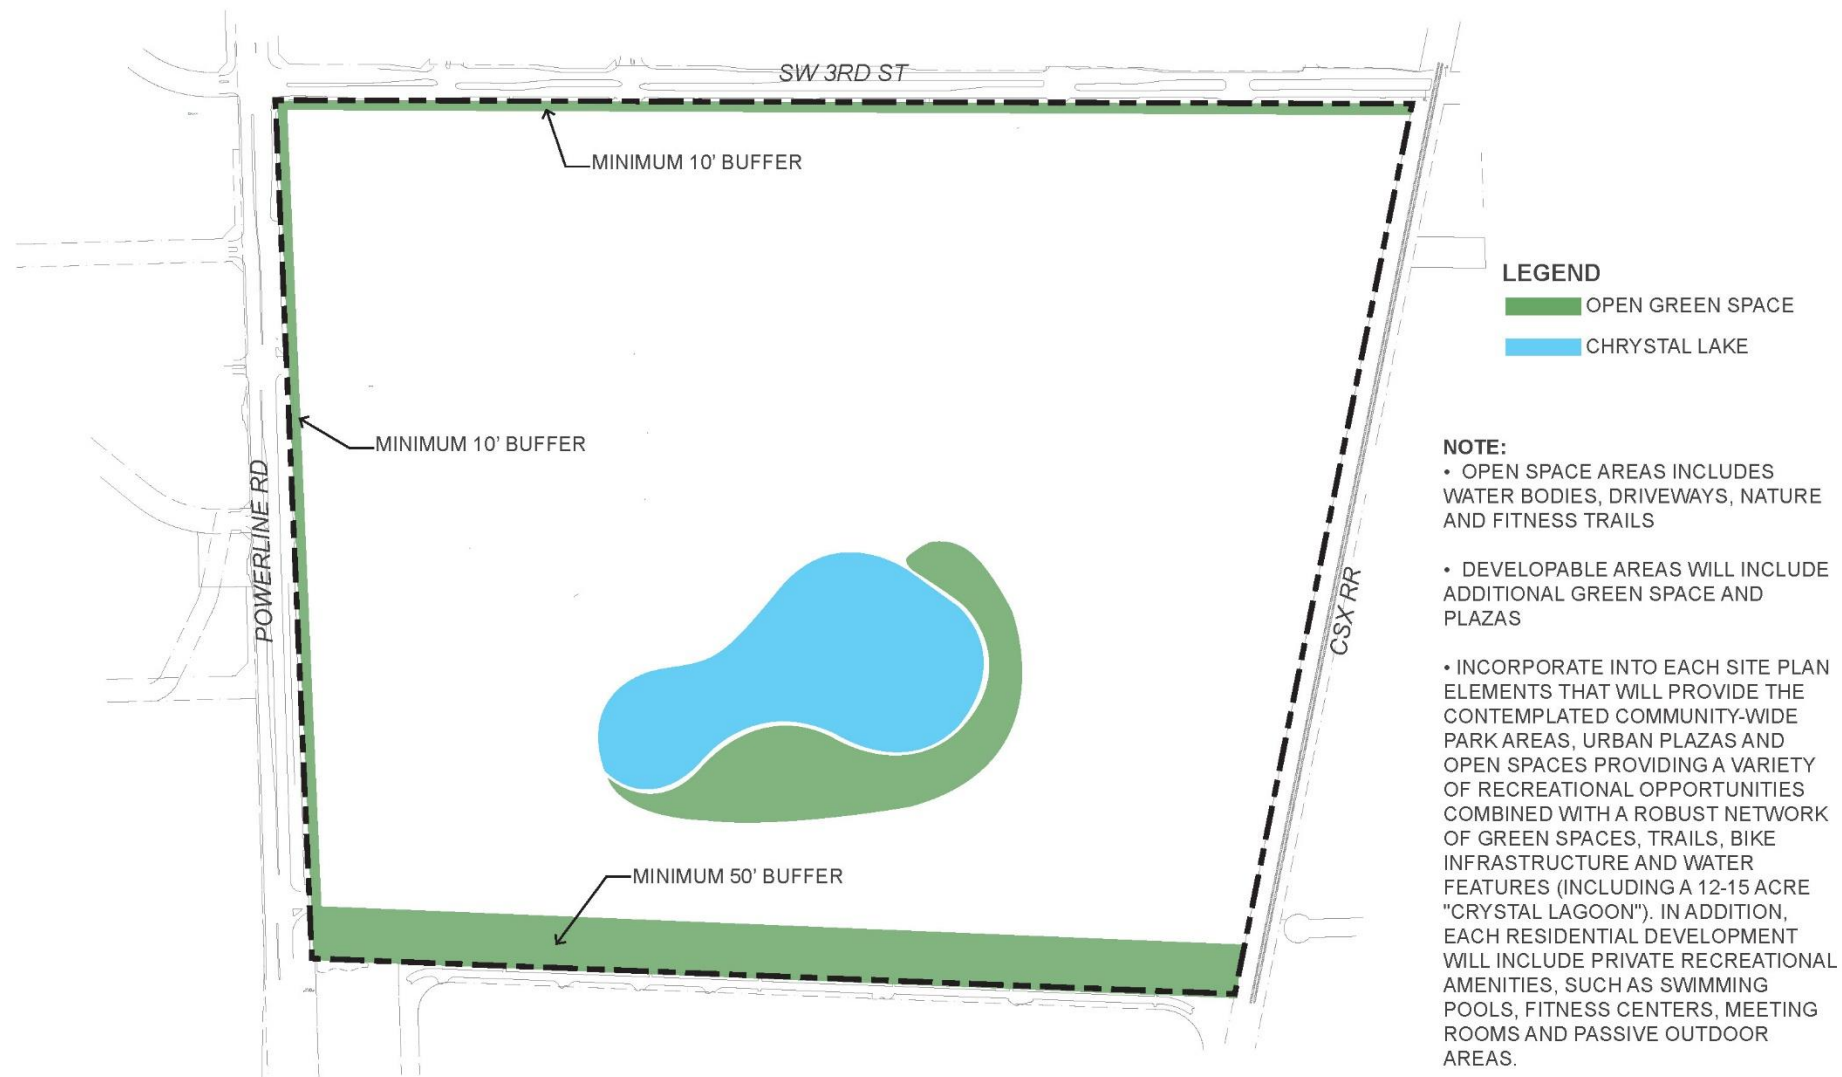 SW 3RD ST
MINIMUM 10' BUFFER
MINIMUM 10' BUFFER
POWERLINE RD
MINIMUM 50' BUFFER
CSX RR
LEGEND
OPEN GREEN SPACE
CHRYSTAL LAKE
NOTE:
• OPEN SPACE AREAS INCLUDES
WATER BODIES, DRIVEWAYS, NATURE
AND FITNESS TRAILS
• DEVELOPABLE AREAS WILL INCLUDE
ADDITIONAL GREEN SPACE AND
PLAZAS
• INCORPORATE INTO EACH SITE PLAN
ELEMENTS THAT WILL PROVIDE THE
CONTEMPLATED COMMUNITY-WIDE
PARK AREAS, URBAN PLAZAS AND
OPEN SPACES PROVIDING A VARIETY
OF RECREATIONAL OPPORTUNITIES
COMBINED WITH A ROBUST NETWORK
OF GREEN SPACES, TRAILS, BIKE
INFRASTRUCTURE AND WATER
FEATURES (INCLUDING A 12-15 ACRE
"CRYSTAL LAGOON"). IN ADDITION,
EACH RESIDENTIAL DEVELOPMENT
WILL INCLUDE PRIVATE RECREATIONAL
AMENITIES, SUCH AS SWIMMING
POOLS, FITNESS CENTERS, MEETING
ROOMS AND PASSIVE OUTDOOR
AREAS.